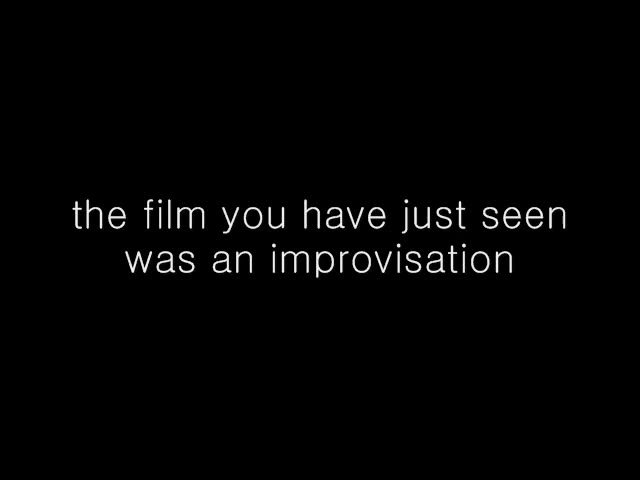 the film you have just seen
was an improvisation